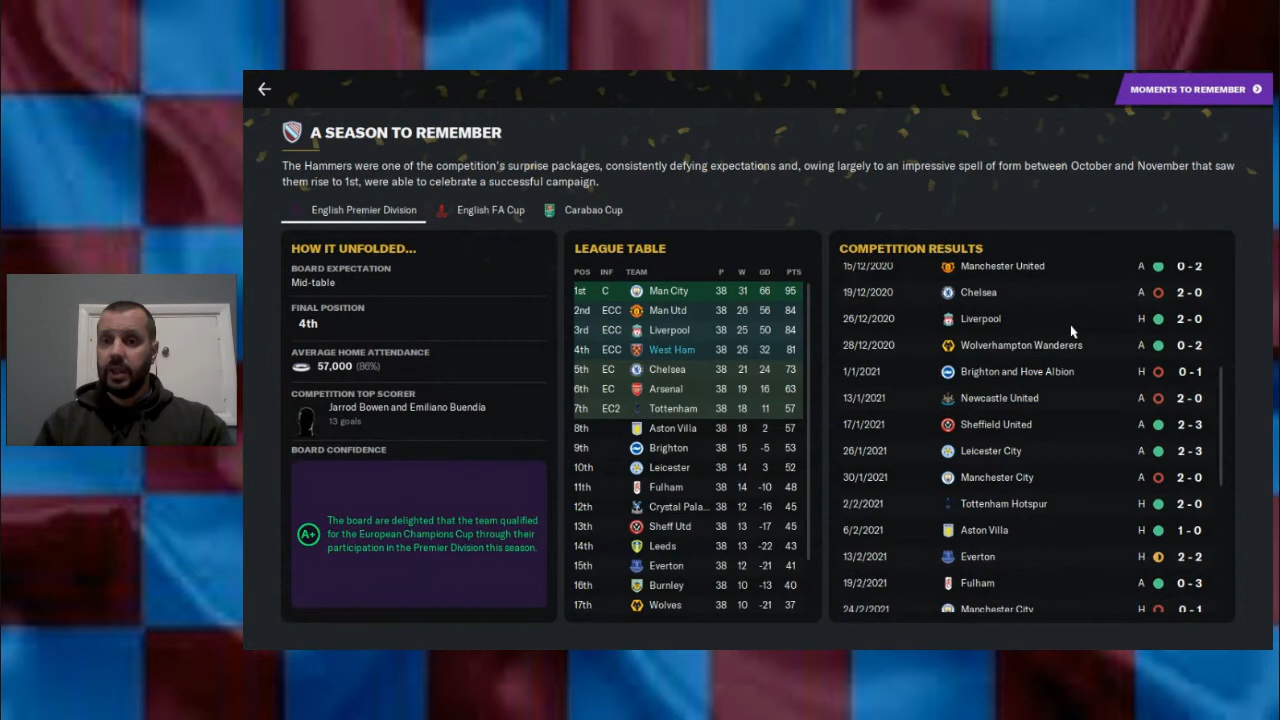 MOMENTS TO REMEMBER
A SEASON TO REMEMBER
The Hammers were one of the competition's surprise packages, consistently defying expectations and, owing largely to an impressive spell of form between October and November that saw
them rise to 1st, were able to celebrate a successful campaign.
English Premier Division English FA Cup Carabao Cup
HOW IT UNFOLDED...
BOARD EXPECTATION
Mid-table
FINAL POSITION
4th
AVERAGE HOME ATTENDANCE
57,000 (86%)
COMPETITION TOP SCORER
Jarrod Bowen and Emiliano Buendia
13 goals
BOARD CONFIDENCE
A+
The board are delighted that the team qualified
for the European Champions Cup through their
participation in the Premier Division this season.
LEAGUE TABLE
POS INF TEAM P W GD PTS
1st C Man City 38 31 66 95
2nd ECC Man Utd 38 26 56 84
3rd ECC Liverpool 38 25 50 84
4th ECC West Ham 38 26 32 81
5th EC Chelsea 38 21 24 73
6th EC Arsenal 38 19 16 63
7th EC2 Tottenham 38 18 11 57
8th Aston Villa 38 18 2 57
9th Brighton 38 15 -5 53
10th Leicester 38 14 3 52
11th Fulham 38 14 -10 48
12th Crystal Pala... 38 12 -16 45
13th Sheff Utd 38 13 -17 45
14th Leeds 38 13 -22 43
15th Everton 38 12 -21 41
16th Burnley 38 10 -13 40
17th Wolves 38 10 -21 37
COMPETITION RESULTS
15/12/2020 Manchester United A 0 - 2
19/12/2020 Chelsea A 2 - 0
26/12/2020 Liverpool H 2 - 0
28/12/2020 Wolverhampton Wanderers A 0 - 2
1/1/2021 Brighton and Hove Albion H 0 - 1
13/1/2021 Newcastle United A 2 - 0
17/1/2021 Sheffield United A 2 - 3
26/1/2021 Leicester City A 2 - 3
30/1/2021 Manchester City A 2 - 0
2/2/2021 Tottenham Hotspur H 2 - 0
6/2/2021 Aston Villa H 1 - 0
13/2/2021 Everton H 2 - 2
19/2/2021 Fulham A 0 - 3
24/2/2021 Manchester City H 0 - 1